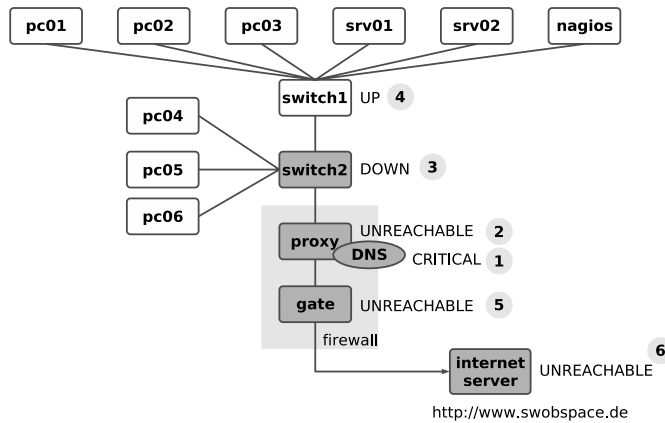 pc01 pc02 pc03 srv01 srv02 nagios
switch1 UP 4
pc04
switch2 DOWN 3
pc05
pc06
UNREACHABLE 2
proxy
DNS CRITICAL 1
gate UNREACHABLE 5
firewall
6
internet
server
UNREACHABLE
http://www.swobspace.de